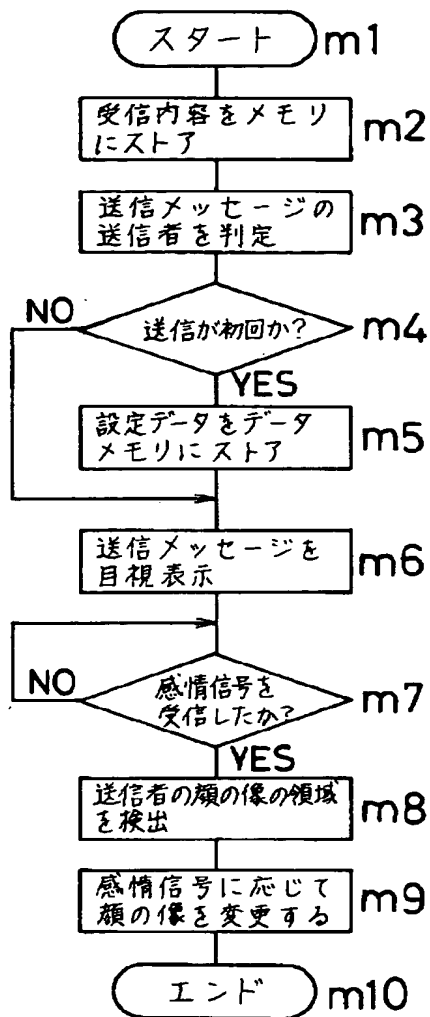 スタート m1
受信内容をメモリ
にストア m2
送信メッセージの
送信者を判定 m3
送信が初回か? m4
NO
YES
設定データをデータ
メモリにストア m5
送信メッセージを
目視表示 m6
感情信号を
受信したか? m7
NO
YES
送信者の顔の像の領域
を検出 m8
感情信号に応じて
顔の像を変更する m9
エンド m10